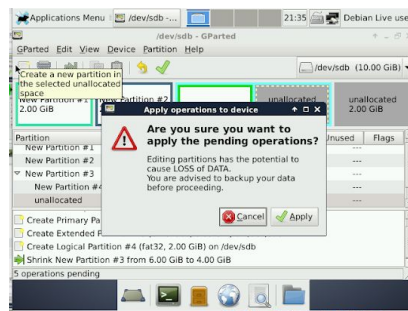 Applications Menu
/dev/sdb -...
21:35
Debian Live use
/dev/sdb - GParted
GParted Edit View Device Partition Help
/dev/sdb (10.00 GiB)
Create a new partition in
the selected unallocated
space
New Partition #1
2.00 GiB
New Partition #2
unallocated
unallocated
2.00 GiB
Apply operations to device
Are you sure you want to
apply the pending operations?
Editing partitions has the potential to
cause LOSS of DATA.
You are advised to backup your data
before proceeding.
Cancel
Apply
Partition
Unused
Flags
New Partition #1
---
New Partition #2
---
New Partition #3
---
New Partition #4
---
unallocated
---
Create Primary Pa
Create Extended P
Create Logical Partition #4 (fat32, 2.00 GiB) on /dev/sdb
Shrink New Partition #3 from 6.00 GiB to 4.00 GiB
5 operations pending